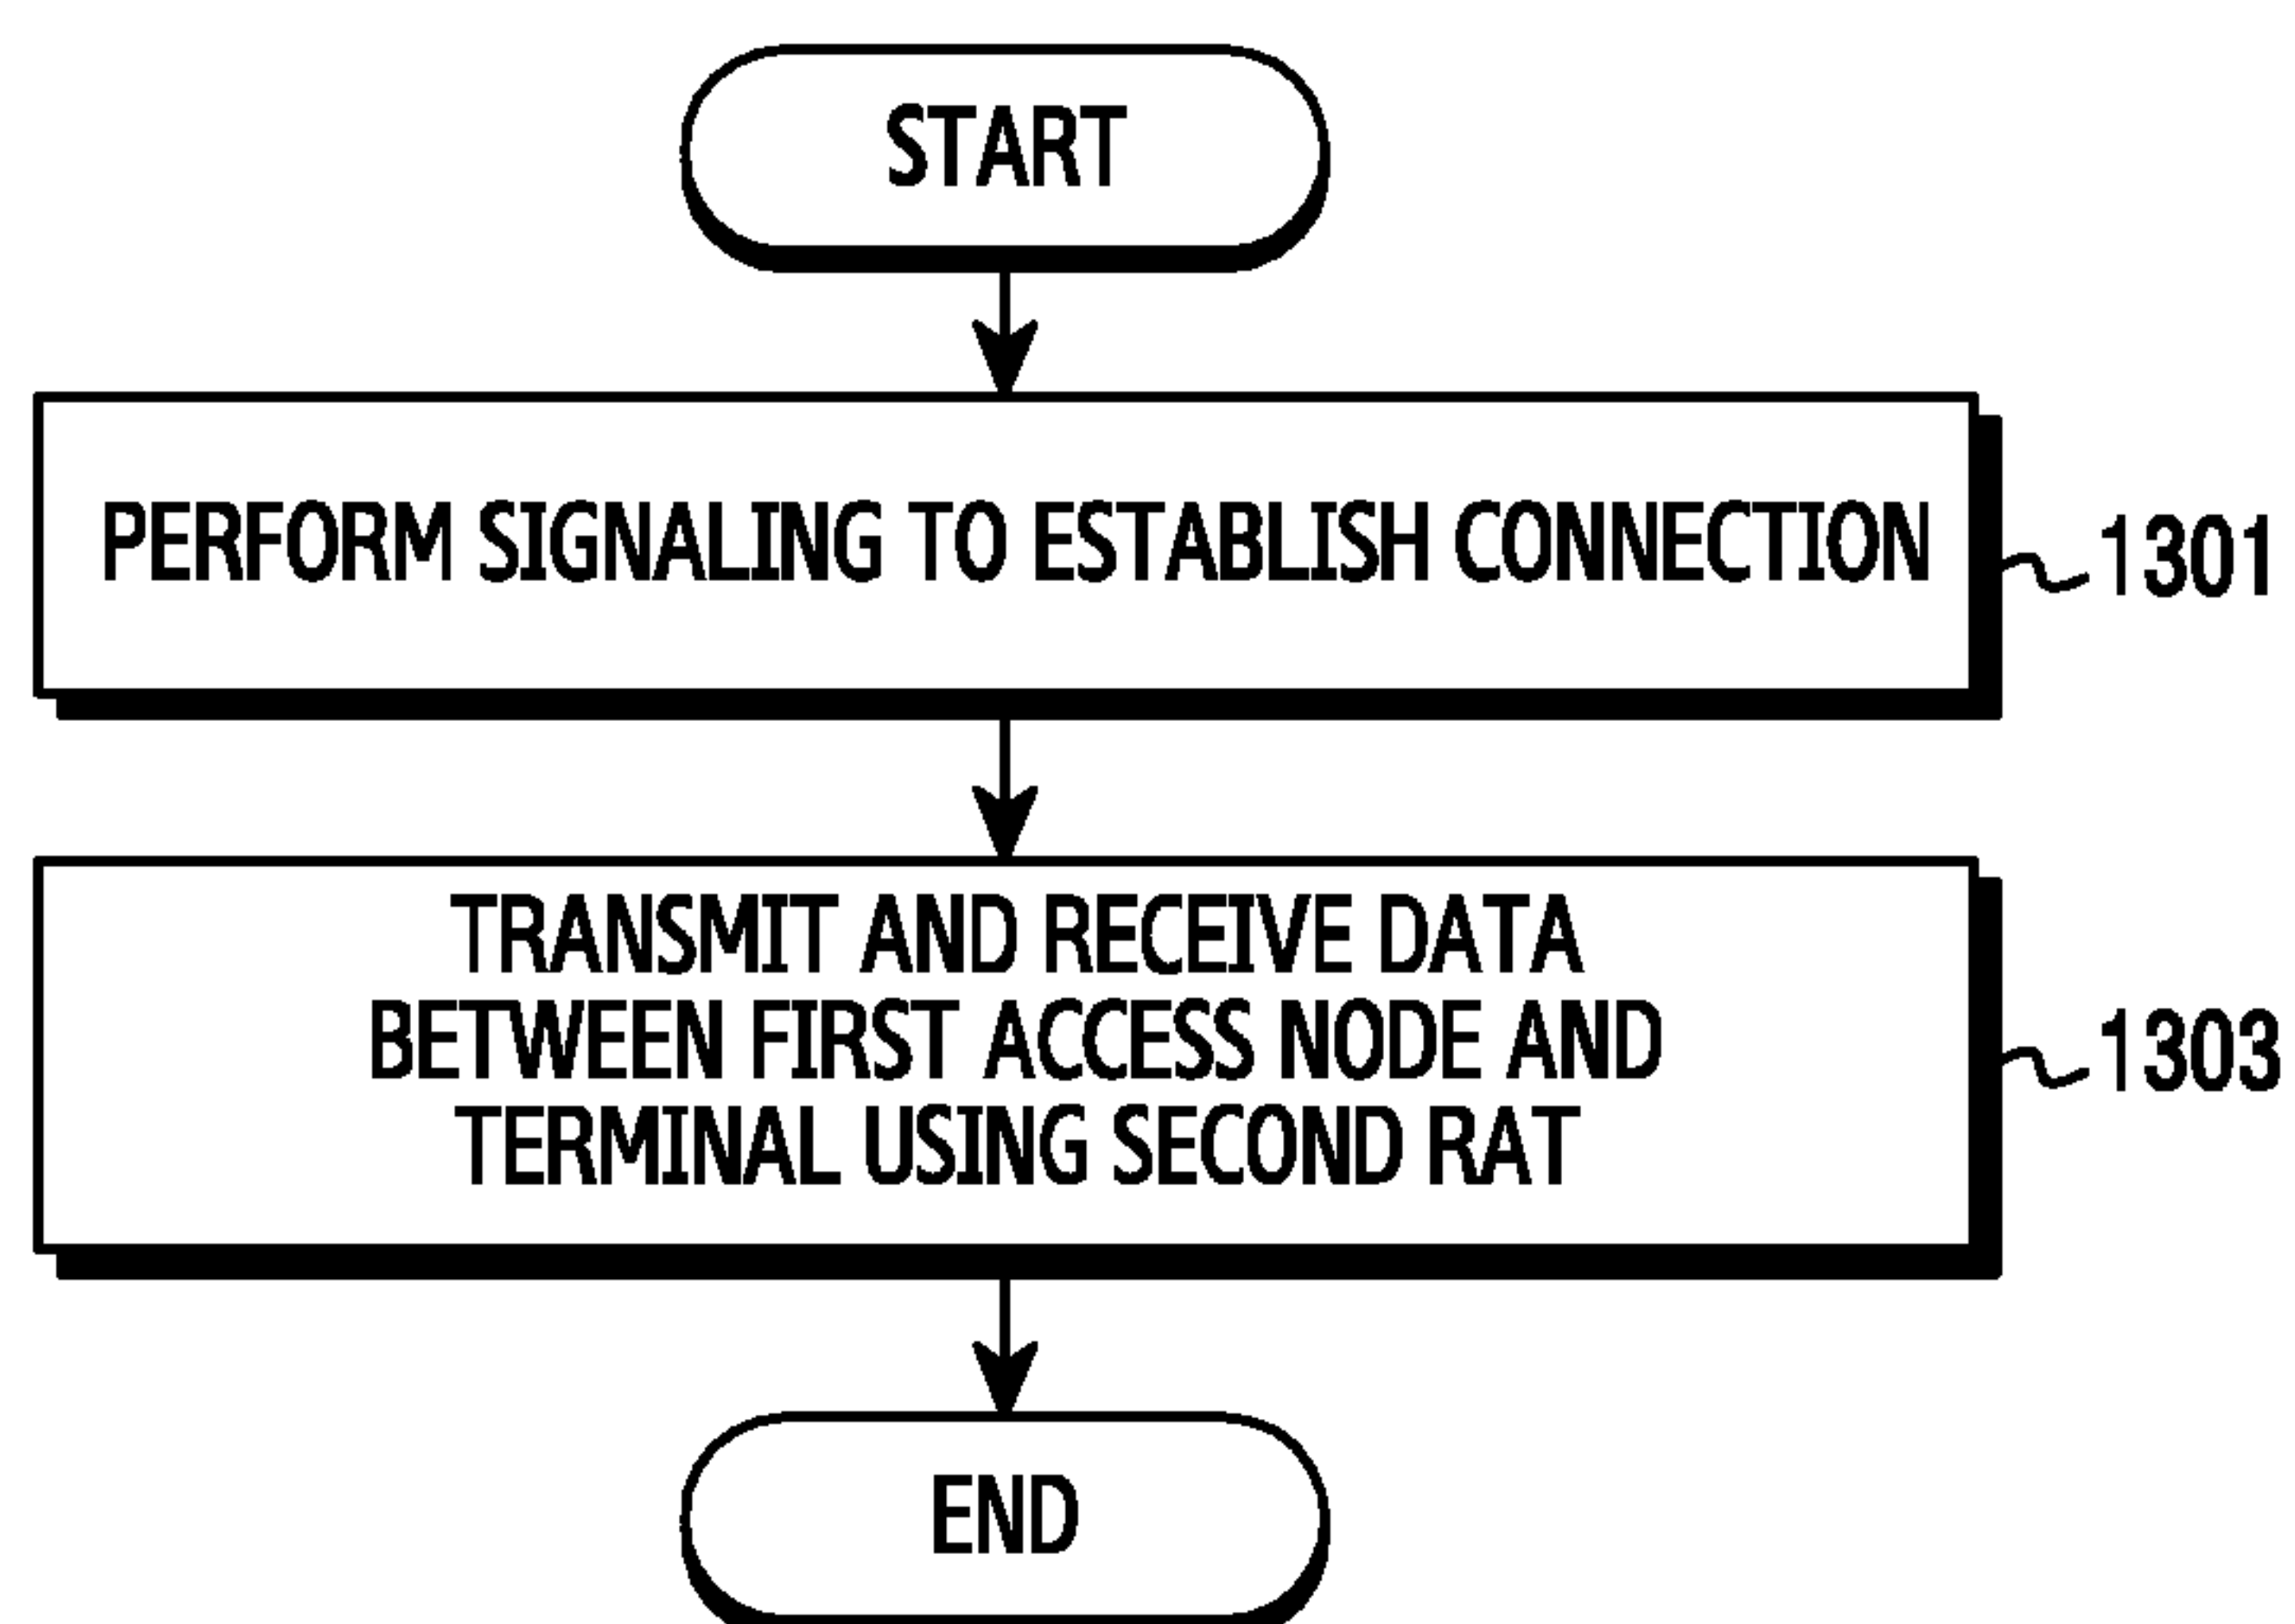 START
PERFORM SIGNALING TO ESTABLISH CONNECTION
1301
TRANSMIT AND RECEIVE DATA
BETWEEN FIRST ACCESS NODE AND
TERMINAL USING SECOND RAT
1303
END